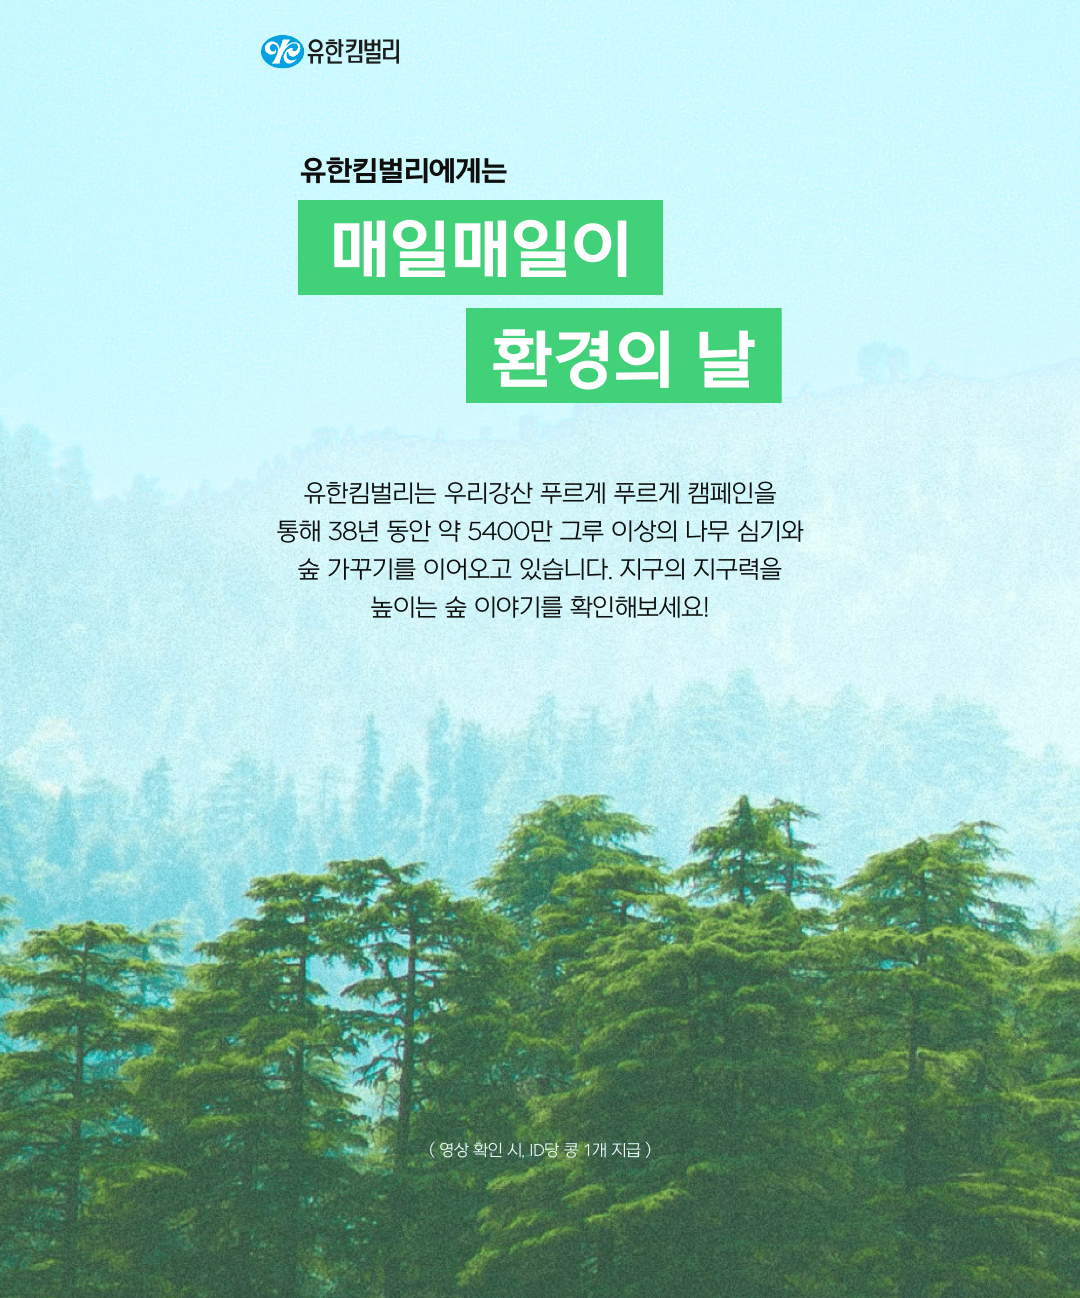 유한킴벌리
유한킴벌리에게는
매일매일이
환경의 날
유한킴벌리는 우리강산 푸르게 푸르게 캠페인을
통해 38년 동안 약 5400만 그루 이상의 나무 심기와
숲 가꾸기를 이어오고 있습니다. 지구의 지구력을
높이는 숲 이야기를 확인해보세요!
( 영상 확인 시, ID당 콩 1개 지급 )